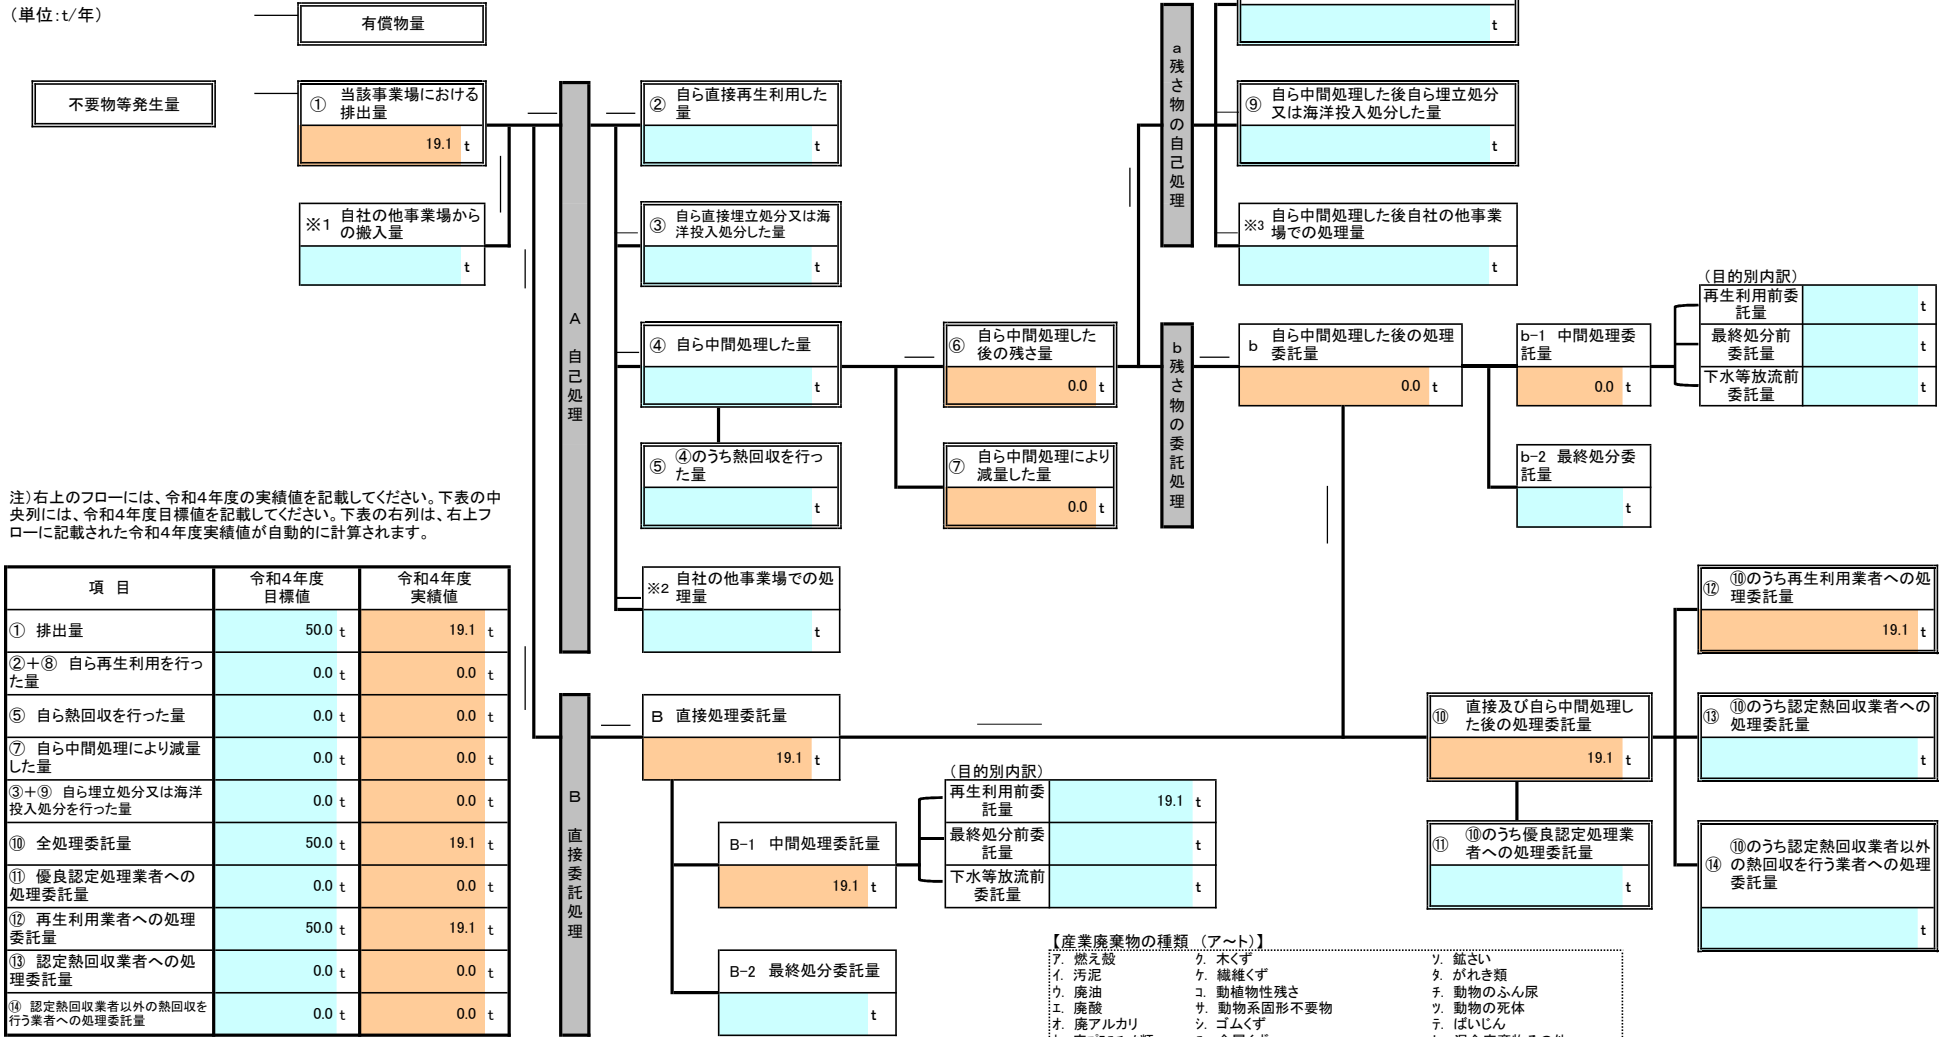 (単位:t/年)
有償物量
t
不要物等発生量
① 当該事業場における
排出量
19.1 t
※1 自社の他事業場から
の搬入量
t
A
自己処理
② 自ら直接再生利用した
量
t
③ 自ら直接埋立処分又は海
洋投入処分した量
t
④ 自ら中間処理した量
t
⑤ ④のうち熱回収を行っ
た量
t
※2 自社の他事業場での処
理量
t
⑥ 自ら中間処理した
後の残さ量
0.0 t
⑦ 自ら中間処理により
減量した量
0.0 t
a残さ物の自己処理
⑨ 自ら中間処理した後自ら埋立処分
又は海洋投入処分した量
t
※3 自ら中間処理した後自社の他事業
場での処理量
t
b残さ物の委託処理
b 自ら中間処理した後の処理
委託量
0.0 t
b-1 中間処理委
託量
0.0 t
b-2 最終処分委
託量
t
(目的別内訳)
再生利用前委
託量
t
最終処分前
委託量
t
下水等放流前
委託量
t
注)右上のフローには、令和4年度の実績値を記載してください。下表の中
央列には、令和4年度目標値を記載してください。下表の右列は、右上フ
ローに記載された令和4年度実績値が自動的に計算されます。
項 目 令和4年度 目標値 令和4年度 実績値
① 排出量 50.0 t 19.1 t
②+⑧ 自ら再生利用を行っ
た量 0.0 t 0.0 t
⑤ 自ら熱回収を行った量 0.0 t 0.0 t
⑦ 自ら中間処理により減量
した量 0.0 t 0.0 t
③+⑨ 自ら埋立処分又は海洋
投入処分を行った量 0.0 t 0.0 t
⑩ 全処理委託量 50.0 t 19.1 t
⑪ 優良認定処理業者への
処理委託量 0.0 t 0.0 t
⑫ 再生利用業者への処理
委託量 50.0 t 19.1 t
⑬ 認定熱回収業者への処
理委託量 0.0 t 0.0 t
⑭ 認定熱回収業者以外の熱回収を
行う業者への処理委託量 0.0 t 0.0 t
B
直接委託処理
B 直接処理委託量
19.1 t
B-1 中間処理委託量
19.1 t
B-2 最終処分委託量
t
(目的別内訳)
再生利用前委
託量
19.1 t
最終処分前委
託量
t
下水等放流前
委託量
t
⑩ 直接及び自ら中間処理し
た後の処理委託量
19.1 t
⑪ ⑩のうち優良認定処理業
者への処理委託量
t
⑫ ⑩のうち再生利用業者への処
理委託量
19.1 t
⑬ ⑩のうち認定熱回収業者への
処理委託量
t
⑭ ⑩のうち認定熱回収業者以外
の熱回収を行う業者への処理
委託量
t
【産業廃棄物の種類 (ア~ト)】
ア. 燃え殻 ク. 木くず ソ. 鉱さい
イ. 汚泥 ケ. 繊維くず タ. がれき類
ウ. 廃油 コ. 動植物性残さ チ. 動物のふん尿
エ. 廃酸 サ. 動物系固形不要物 ツ. 動物の死体
オ. 廃アルカリ シ. ゴムくず テ. ばいじん